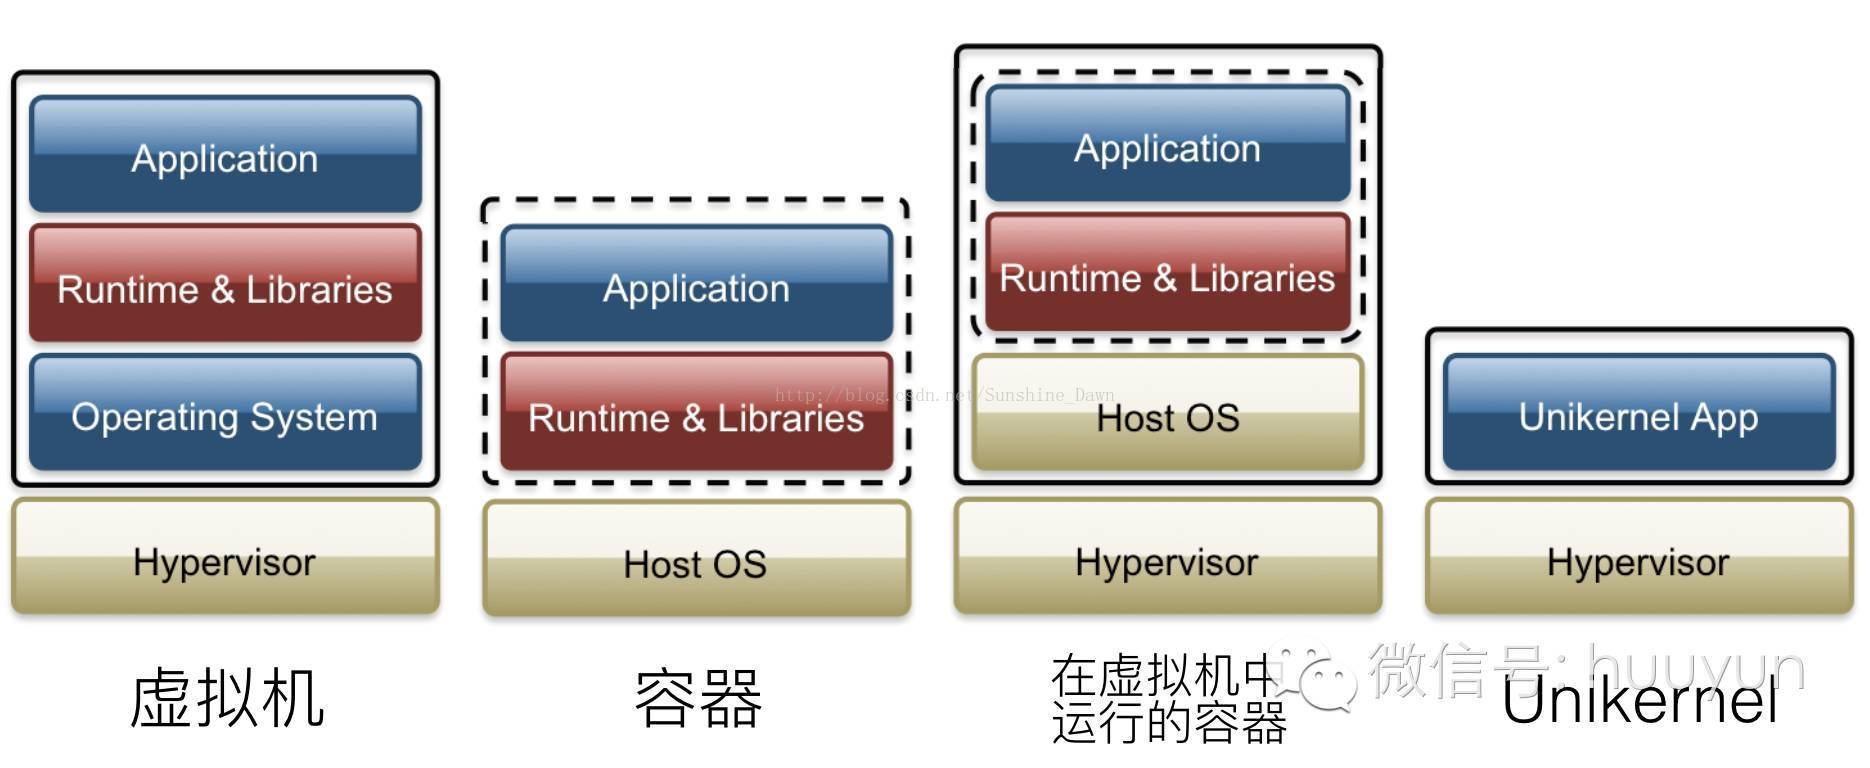 Application
Runtime & Libraries
Operating System
Hypervisor
虚拟机
Application
Runtime & Libraries
Host OS
容器
Application
Runtime & Libraries
Host OS
Hypervisor
在虚拟机中
运行的容器
Unikernel App
Hypervisor
Unikernel
http://blog.csdn.net/Sunshine_Dawn
微信号: huuyun